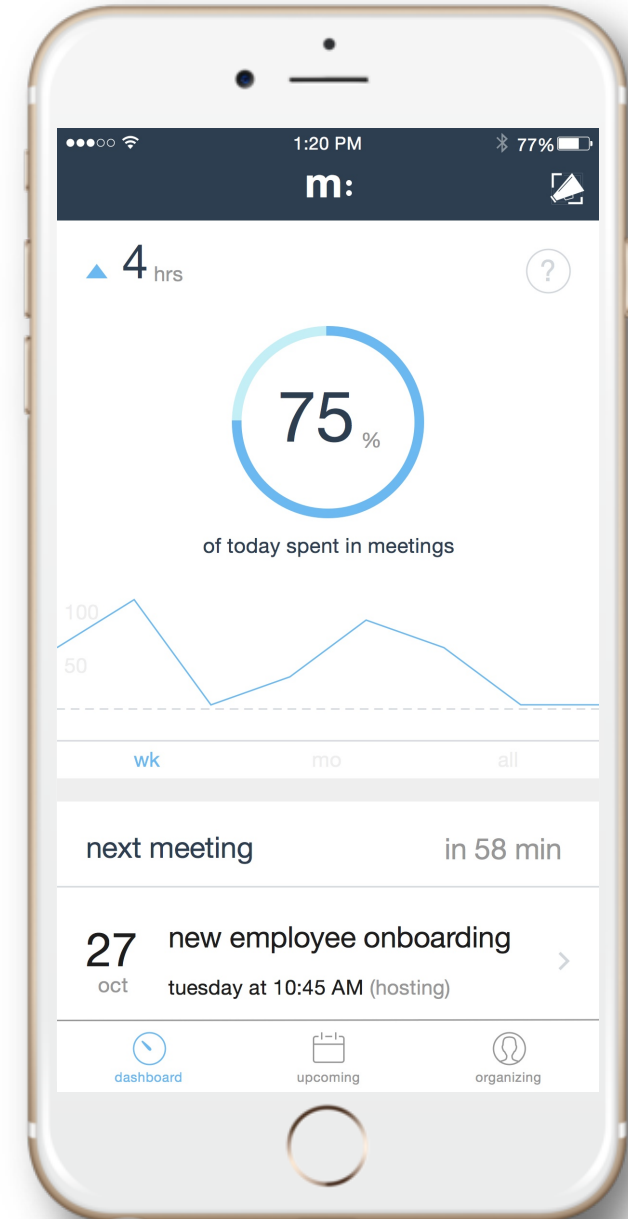 1:20 PM
77%
m:
4 hrs
?
75 %
of today spent in meetings
100
50
wk mo all
next meeting in 58 min
27 new employee onboarding
oct tuesday at 10:45 AM (hosting)
dashboard upcoming organizing